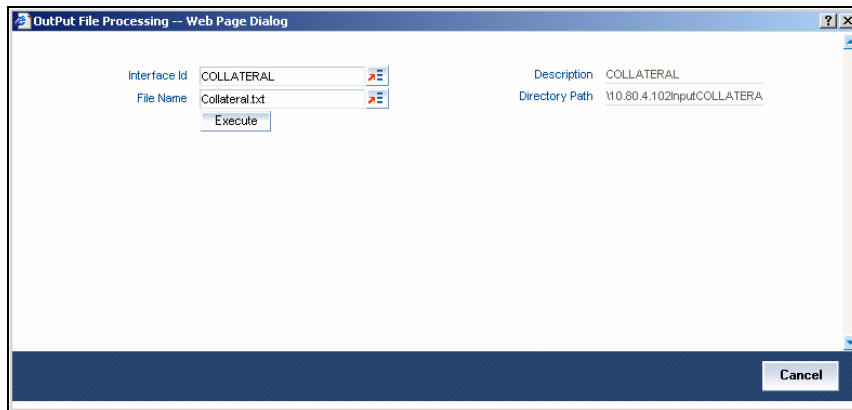 OutPut File Processing -- Web Page Dialog
Interface Id COLLATERAL Description COLLATERAL
File Name Collateral.txt Directory Path \10.80.4.102InputCOLLATERA
Execute
Cancel